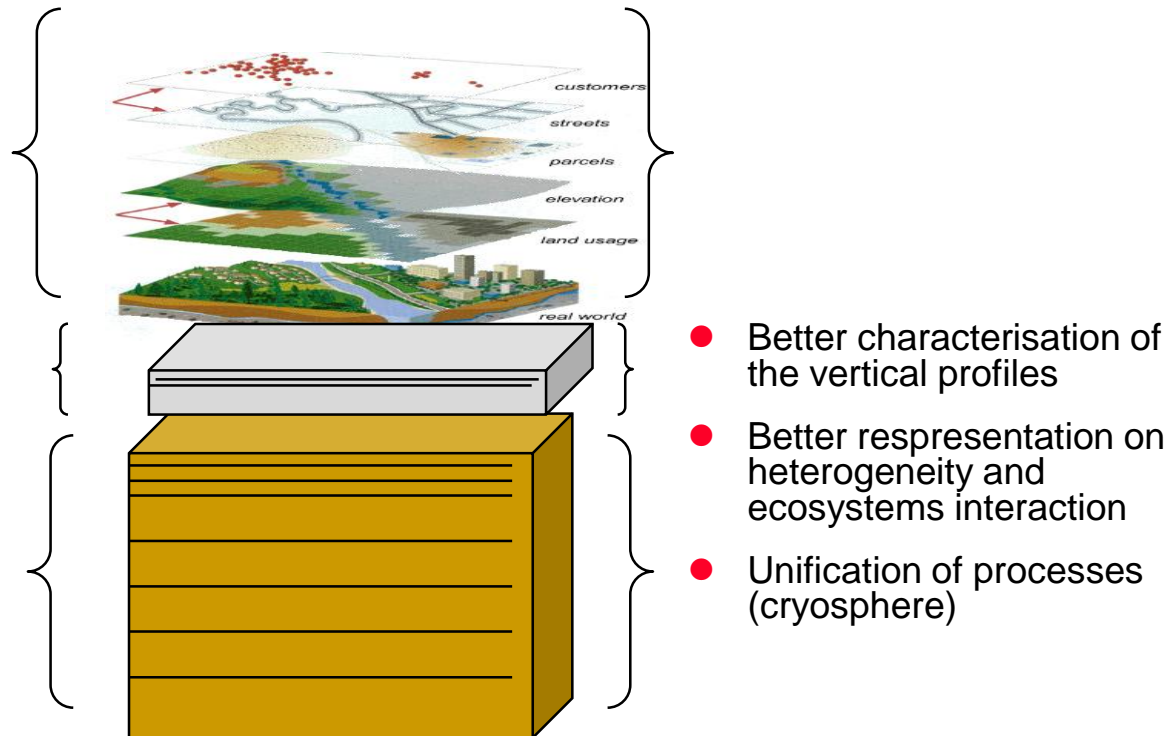 customers
streets
parcels
elevation
land usage
real world
Better characterisation of
the vertical profiles
Better respresentation on
heterogeneity and
ecosystems interaction
Unification of processes
(cryosphere)